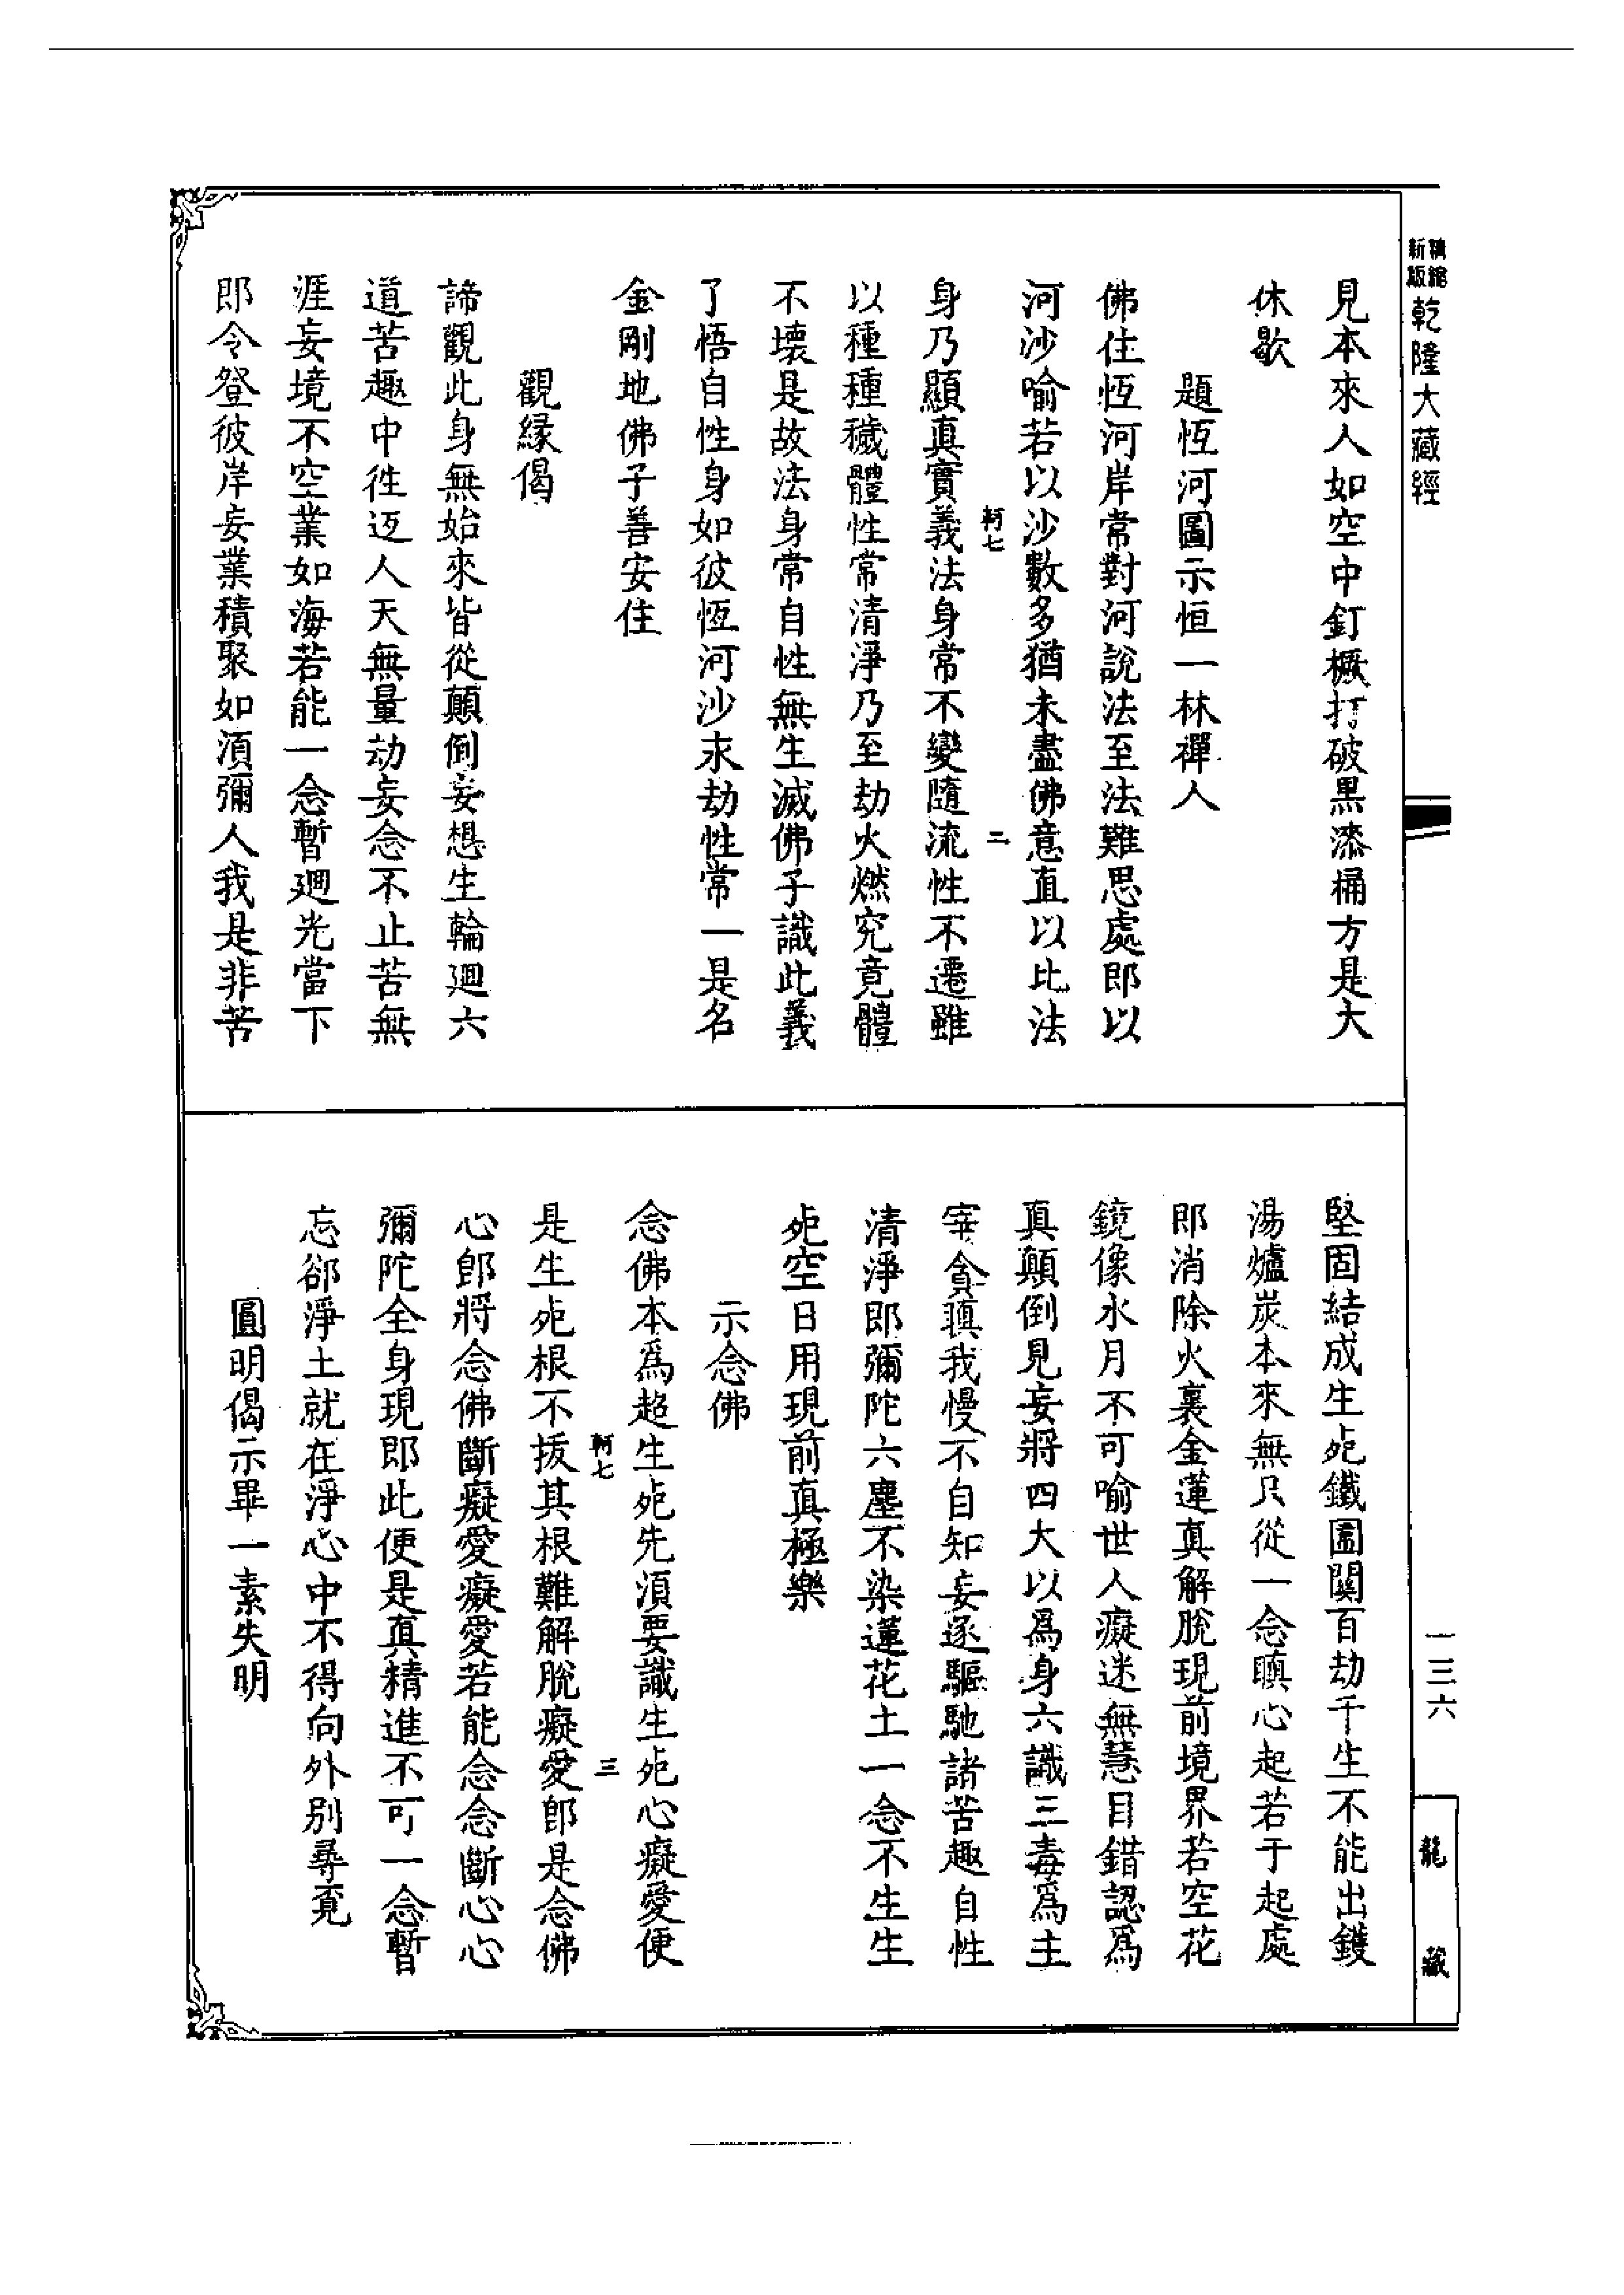 精縮
新版
乾隆大藏經
見本來人如空中釘橛打破黑漆桶方是大
休歇
題恆河圖示恒一林禪人
佛住恆河岸常對河說法至法難思處即以
河沙喻若以沙數多猶未盡佛意直以比法
軻七
二
身乃顯真實義法身常不變隨流性不遷雖
以種種穢體性常清淨乃至劫火燃究竟體
不壞是故法身常自性無生滅佛子識此義
了悟自性身如彼恆河沙永劫性常一是名
金剛地佛子善安住
觀緣偈
諦觀此身無始來皆從顛倒妄想生輪迴六
道苦趣中徃迈人天無量劫妄念不止苦無
涯妄境不空業如海若能一念暫迴光當下
即令登彼岸妄業積聚如須彌人我是非苦
堅固結成生死鐵圍關百劫千生不能出鑊
湯爐炭本來無只從一念瞋心起若于起處
即消除火裏金蓮真解脫現前境界若空花
鏡像水月不可喻世人癡迷無慧目錯認爲
真顛倒見妄將四大以爲身六識三毒爲主
宰貪瞋我慢不自知妄逐驅馳諸苦趣自性
清淨即彌陀六塵不染蓮花土一念不生生
死空日用現前真極樂
示念佛
念佛本爲超生死先須要識生死心癡愛便
軻七
三
是生死根不拔其根難解脫癡愛即是念佛
心即將念佛斷癡愛癡愛若能念念斷心心
彌陀全身現即此便是真精進不可一念暫
忘卻淨土就在淨心中不得向外別尋覓
圓明偈示畢一素失明
一三六
龍藏